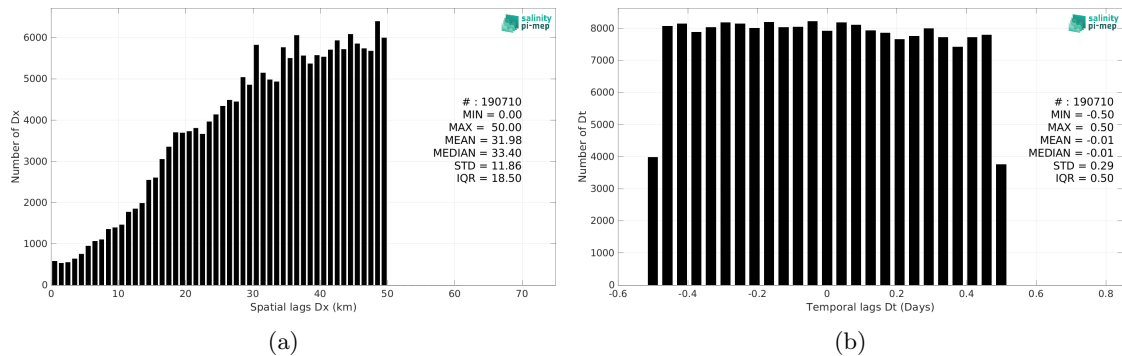 salinity
pi-mep
6000
5000
4000
3000
2000
1000
0
Number of Dx
# : 190710
MIN = 0.00
MAX = 50.00
MEAN = 31.98
MEDIAN = 33.40
STD = 11.86
IQR = 18.50
0 10 20 30 40 50 60 70
Spatial lags Dx (km)
(a)
salinity
pi-mep
8000
7000
6000
5000
4000
3000
2000
1000
0
Number of Dt
# : 190710
MIN = -0.50
MAX = 0.50
MEAN = -0.01
MEDIAN = -0.01
STD = 0.29
IQR = 0.50
-0.6 -0.4 -0.2 0 0.2 0.4 0.6 0.8
Temporal lags Dt (Days)
(b)